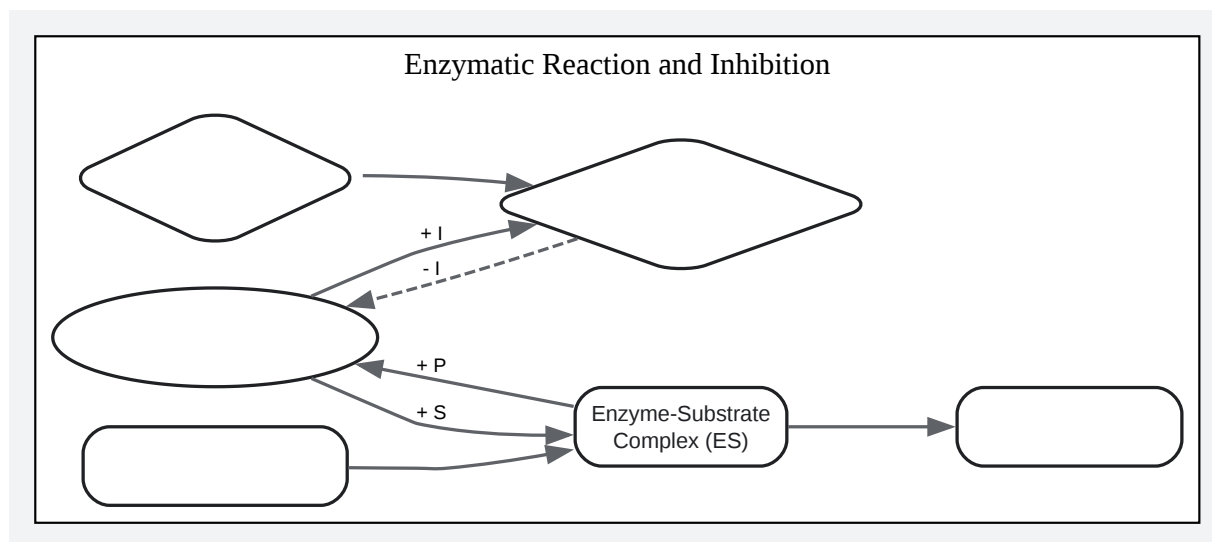 Enzymatic Reaction and Inhibition
+ I
- I
+ P
+ S
Enzyme-Substrate
Complex (ES)